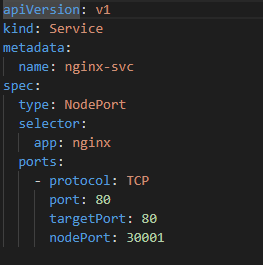 apiVersion: v1
kind: Service
metadata:
  name: nginx-svc
spec:
  type: NodePort
  selector:
    app: nginx
  ports:
    - protocol: TCP
      port: 80
      targetPort: 80
      nodePort: 30001